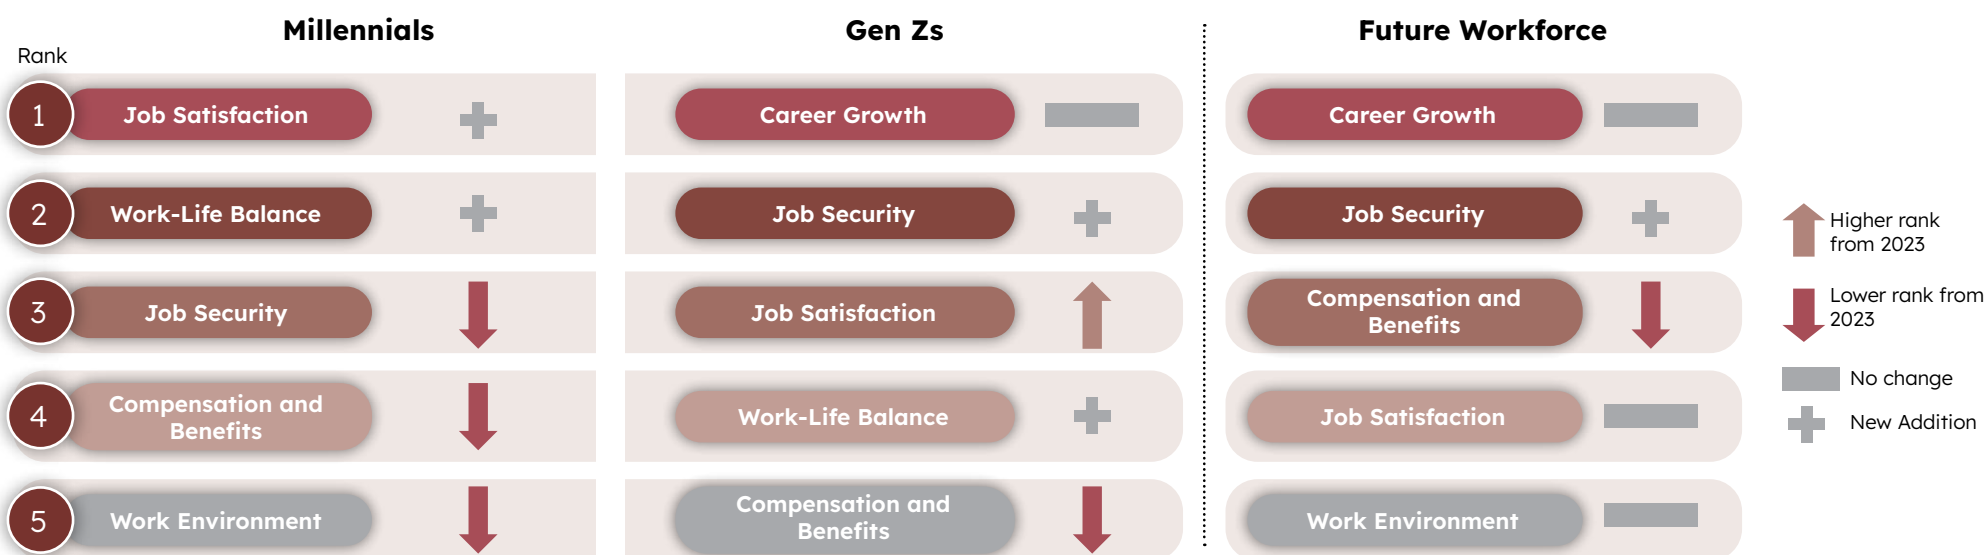 Millennials
Gen Zs
Future Workforce
Rank
1
Job Satisfaction
Career Growth
Career Growth
2
Work-Life Balance
Job Security
Job Security
3
Job Security
Job Satisfaction
Compensation and
Benefits
4
Compensation and
Benefits
Work-Life Balance
Job Satisfaction
5
Work Environment
Compensation and
Benefits
Work Environment
Higher rank
from 2023
Lower rank from
2023
No change
New Addition